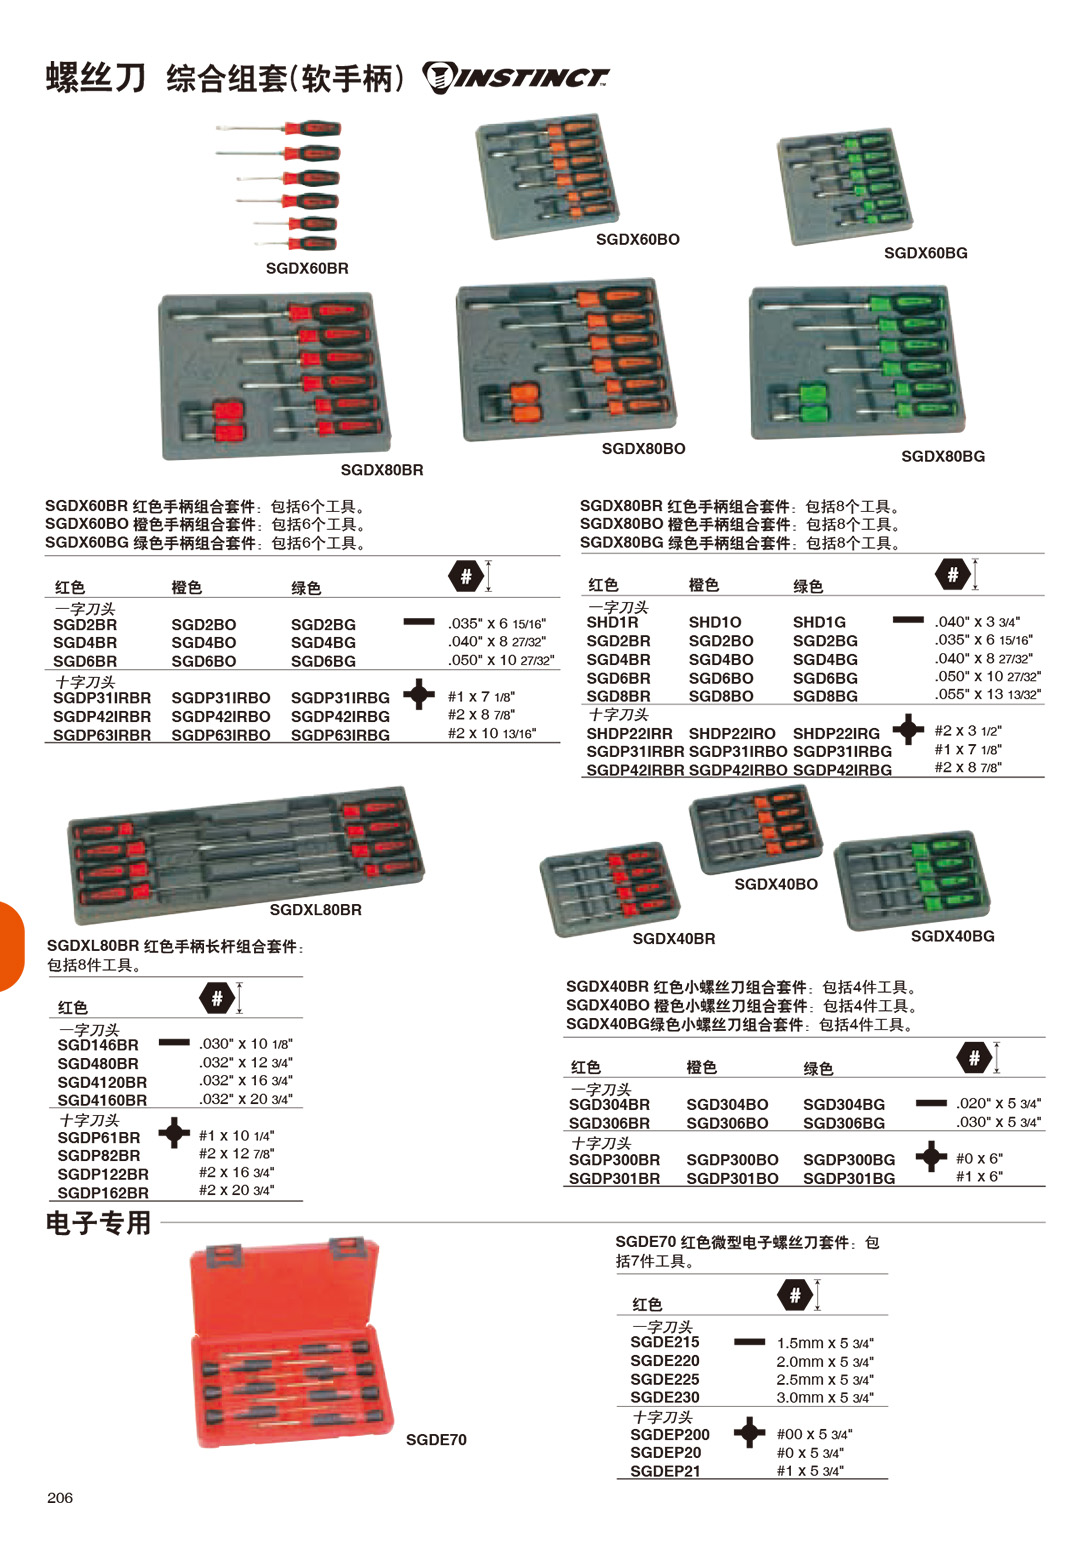 螺丝刀 综合组套(软手柄) INSTINCT™
SGDX60BR
SGDX60BO
SGDX60BG
SGDX80BR
SGDX80BO
SGDX80BG
SGDX60BR 红色手柄组合套件：包括6个工具。
SGDX60BO 橙色手柄组合套件：包括6个工具。
SGDX60BG 绿色手柄组合套件：包括6个工具。
红色 橙色 绿色 #
一字刀头
SGD2BR SGD2BO SGD2BG .035" x 6 15/16"
SGD4BR SGD4BO SGD4BG .040" x 8 27/32"
SGD6BR SGD6BO SGD6BG .050" x 10 27/32"
十字刀头
SGDP31IRBR SGDP31IRBO SGDP31IRBG #1 x 7 1/8"
SGDP42IRBR SGDP42IRBO SGDP42IRBG #2 x 8 7/8"
SGDP63IRBR SGDP63IRBO SGDP63IRBG #2 x 10 13/16"
SGDX80BR 红色手柄组合套件：包括8个工具。
SGDX80BO 橙色手柄组合套件：包括8个工具。
SGDX80BG 绿色手柄组合套件：包括8个工具。
红色 橙色 绿色 #
一字刀头
SHD1R SHD1O SHD1G .040" x 3 3/4"
SGD2BR SGD2BO SGD2BG .035" x 6 15/16"
SGD4BR SGD4BO SGD4BG .040" x 8 27/32"
SGD6BR SGD6BO SGD6BG .050" x 10 27/32"
SGD8BR SGD8BO SGD8BG .055" x 13 13/32"
十字刀头
SHDP22IRR SHDP22IRO SHDP22IRG #2 x 3 1/2"
SGDP31IRBR SGDP31IRBO SGDP31IRBG #1 x 7 1/8"
SGDP42IRBR SGDP42IRBO SGDP42IRBG #2 x 8 7/8"
SGDXL80BR
SGDXL80BR 红色手柄长杆组合套件：
包括8件工具。
红色 #
一字刀头
SGD146BR .030" x 10 1/8"
SGD480BR .032" x 12 3/4"
SGD4120BR .032" x 16 3/4"
SGD4160BR .032" x 20 3/4"
十字刀头
SGDP61BR #1 x 10 1/4"
SGDP82BR #2 x 12 7/8"
SGDP122BR #2 x 16 3/4"
SGDP162BR #2 x 20 3/4"
SGDX40BO
SGDX40BR
SGDX40BG
SGDX40BR 红色小螺丝刀组合套件：包括4件工具。
SGDX40BO 橙色小螺丝刀组合套件：包括4件工具。
SGDX40BG绿色小螺丝刀组合套件：包括4件工具。
红色 橙色 绿色 #
一字刀头
SGD304BR SGD304BO SGD304BG .020" x 5 3/4"
SGD306BR SGD306BO SGD306BG .030" x 5 3/4"
十字刀头
SGDP300BR SGDP300BO SGDP300BG #0 x 6"
SGDP301BR SGDP301BO SGDP301BG #1 x 6"
电子专用
SGDE70
SGDE70 红色微型电子螺丝刀套件：包
括7件工具。
红色 #
一字刀头
SGDE215 1.5mm x 5 3/4"
SGDE220 2.0mm x 5 3/4"
SGDE225 2.5mm x 5 3/4"
SGDE230 3.0mm x 5 3/4"
十字刀头
SGDEP200 #00 x 5 3/4"
SGDEP20 #0 x 5 3/4"
SGDEP21 #1 x 5 3/4"
206